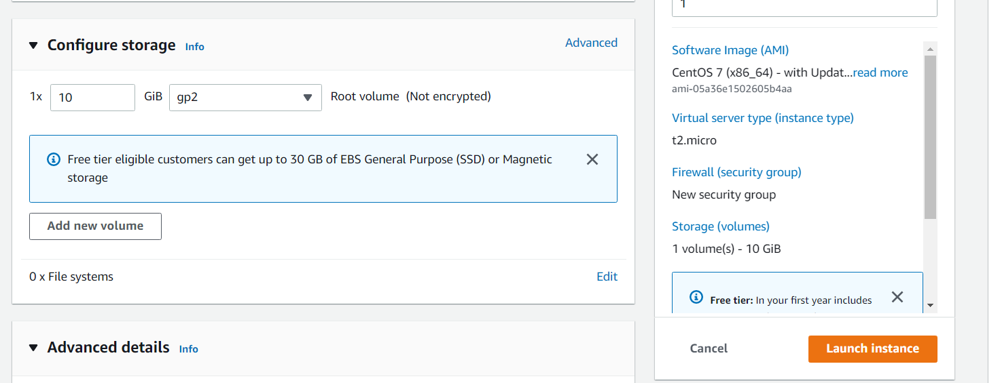 Configure storage Info
Advanced
1x 10 GiB gp2 Root volume (Not encrypted)
Free tier eligible customers can get up to 30 GB of EBS General Purpose (SSD) or Magnetic
storage
Add new volume
0 x File systems
Edit
Advanced details Info
1
Software Image (AMI)
CentOS 7 (x86_64) - with Updat...read more
ami-05a36e1502605b4aa
Virtual server type (instance type)
t2.micro
Firewall (security group)
New security group
Storage (volumes)
1 volume(s) - 10 GiB
Free tier: In your first year includes
Cancel
Launch instance